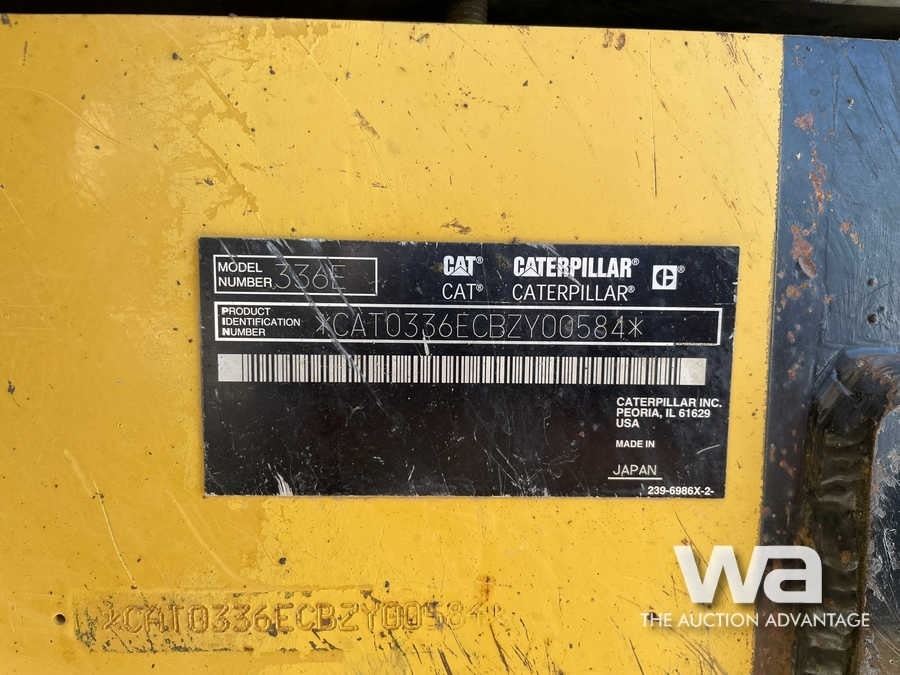 MODEL NUMBER 336E
CAT® CATERPILLAR®
CAT® CATERPILLAR®
PRODUCT IDENTIFICATION NUMBER *CAT0336ECBZY00584*
CATERPILLAR INC.
PEORIA, IL 61629
USA
MADE IN
JAPAN
239-6986X-2-
*CAT0336ECBZY00584*
wa
THE AUCTION ADVANTAGE